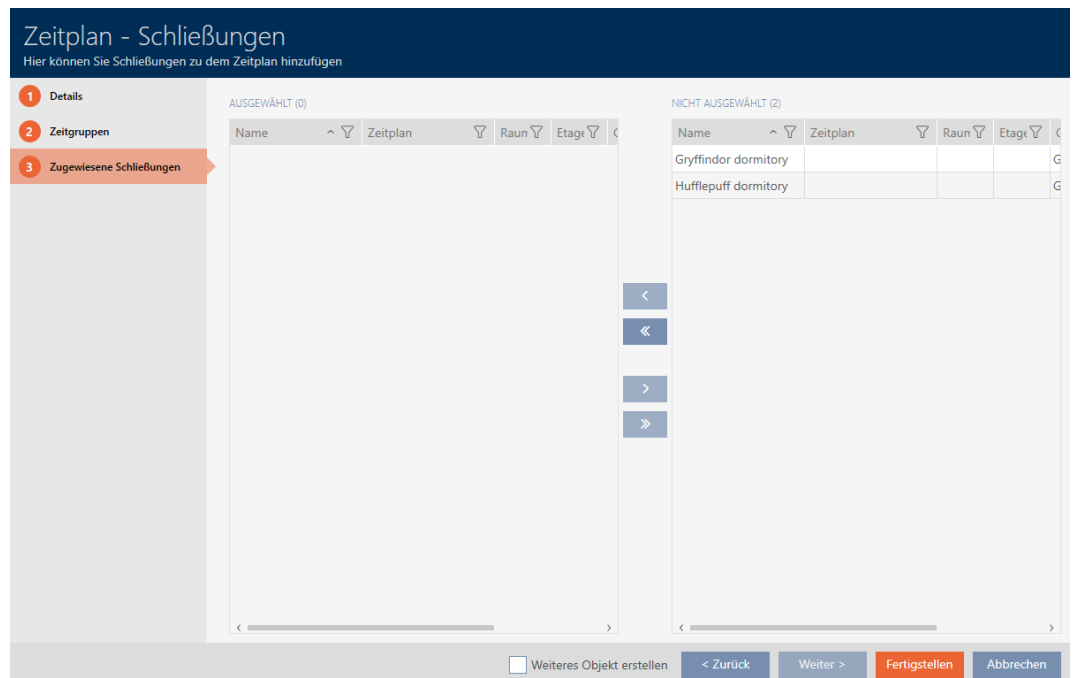 Zeitplan - Schließungen
Hier können Sie Schließungen zu dem Zeitplan hinzufügen
1 Details
2 Zeitgruppen
3 Zugewiesene Schließungen
AUSGEWÄHLT (0)
Name Zeitplan Raum Etage
NICHT AUSGEWÄHLT (2)
Name Zeitplan Raum Etage
Gryffindor dormitory G
Hufflepuff dormitory G
Weiteres Objekt erstellen
< Zurück
Weiter >
Fertigstellen
Abbrechen